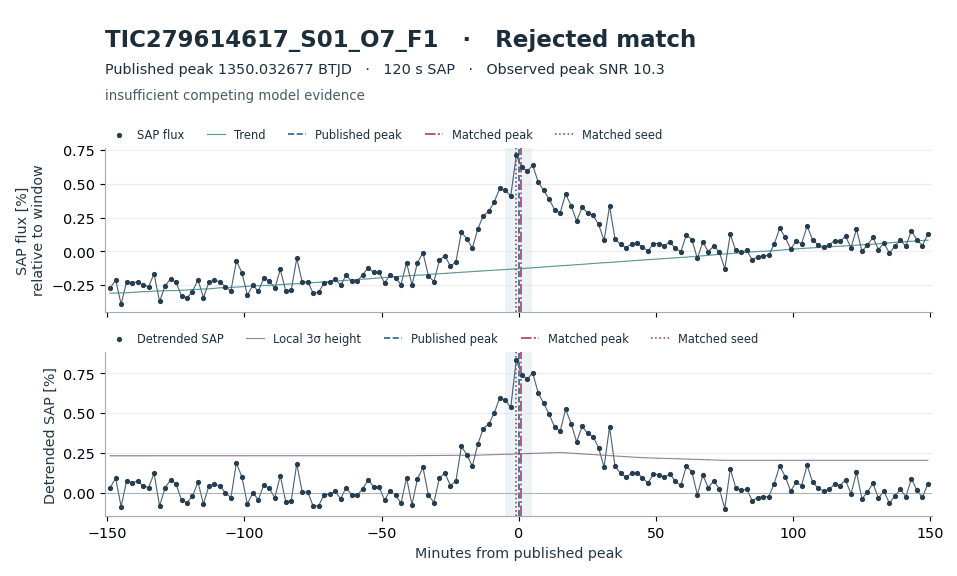 TIC279614617_S01_O7_F1 · Rejected match
Published peak 1350.032677 BTJD · 120 s SAP · Observed peak SNR 10.3
insufficient competing model evidence
SAP flux Trend Published peak Matched peak Matched seed
0.75
0.50
0.25
0.00
−0.25
SAP flux [%]
relative to window
Detrended SAP Local 3σ height Published peak Matched peak Matched seed
0.75
0.50
0.25
0.00
Detrended SAP [%]
−150 −100 −50 0 50 100 150
Minutes from published peak